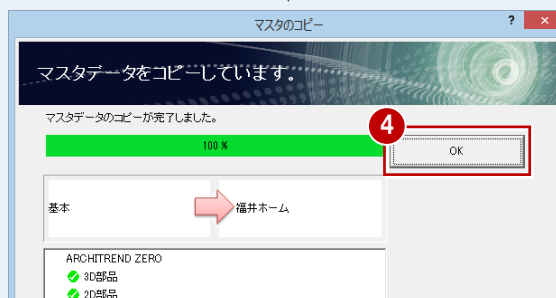 マスタのコピー
? ×
マスタデータをコピーしています。
マスタデータのコピーが完了しました。
4
100 %
OK
基本
福井ホーム
ARCHITREND ZERO
3D部品
2D部品